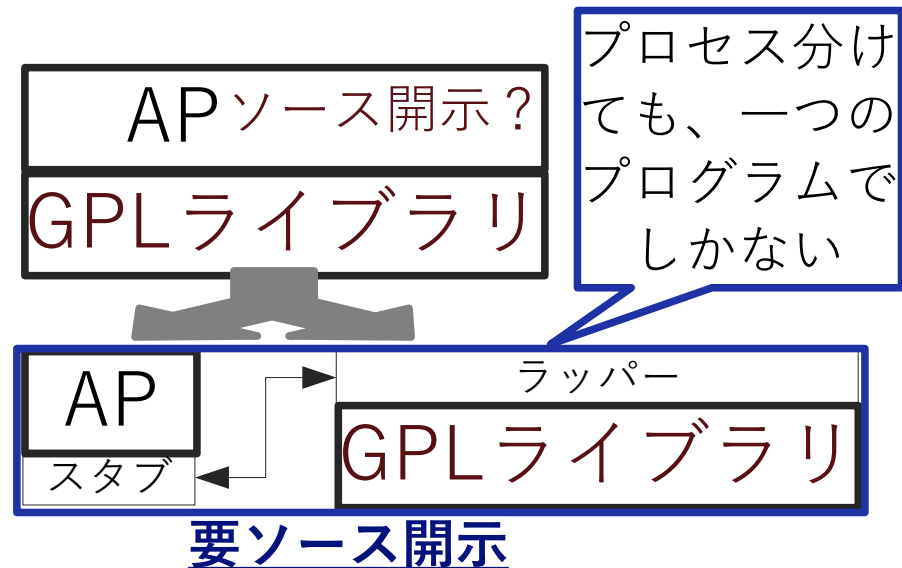 APソース開示？
GPLライブラリ
プロセス分け
ても、一つの
プログラムで
しかない
AP
スタブ
ラッパー
GPLライブラリ
要ソース開示